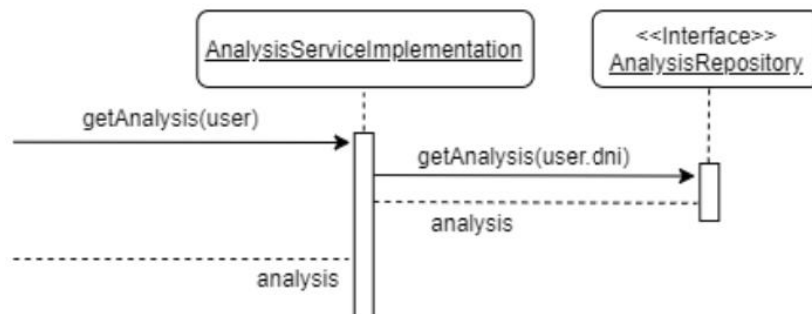 AnalysisServiceImplementation
<<Interface>>
AnalysisRepository
getAnalysis(user)
getAnalysis(user.dni)
analysis
analysis